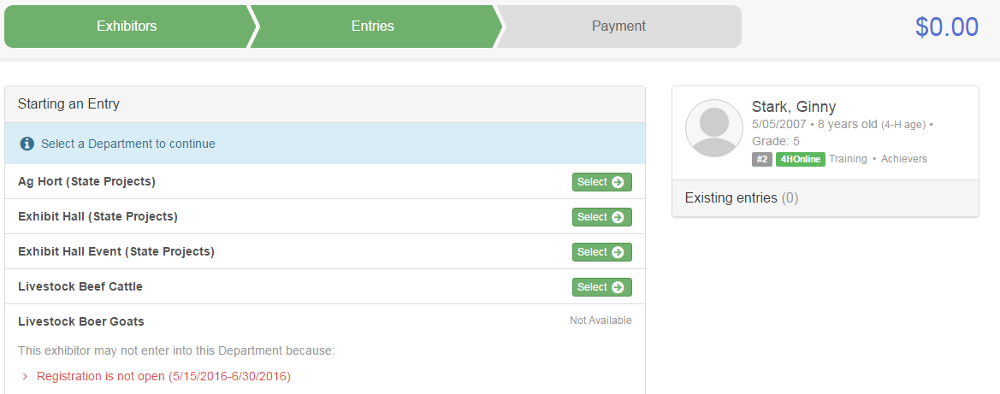 Exhibitors
Entries
Payment
$0.00
Starting an Entry
Select a Department to continue
Ag Hort (State Projects)
Select
Exhibit Hall (State Projects)
Select
Exhibit Hall Event (State Projects)
Select
Livestock Beef Cattle
Select
Livestock Boer Goats
Not Available
This exhibitor may not enter into this Department because:
Registration is not open (5/15/2016-6/30/2016)
Stark, Ginny
5/05/2007 • 8 years old (4-H age) •
Grade: 5
#2 4HOnline Training • Achievers
Existing entries (0)